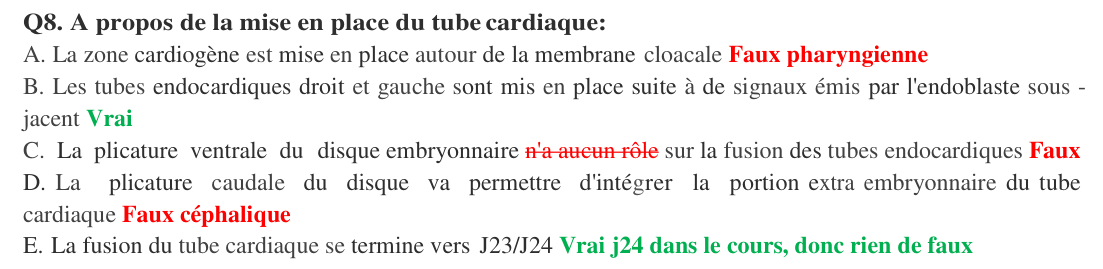 Q8. A propos de la mise en place du tube cardiaque:
A. La zone cardiogène est mise en place autour de la membrane cloacale Faux pharyngienne
B. Les tubes endocardiques droit et gauche sont mis en place suite à de signaux émis par l'endoblaste sous -
jacent Vrai
C. La plicature ventrale du disque embryonnaire n'a aucun rôle sur la fusion des tubes endocardiques Faux
D. La plicature caudale du disque va permettre d'intégrer la portion extra embryonnaire du tube
cardiaque Faux céphalique
E. La fusion du tube cardiaque se termine vers J23/J24 Vrai j24 dans le cours, donc rien de faux